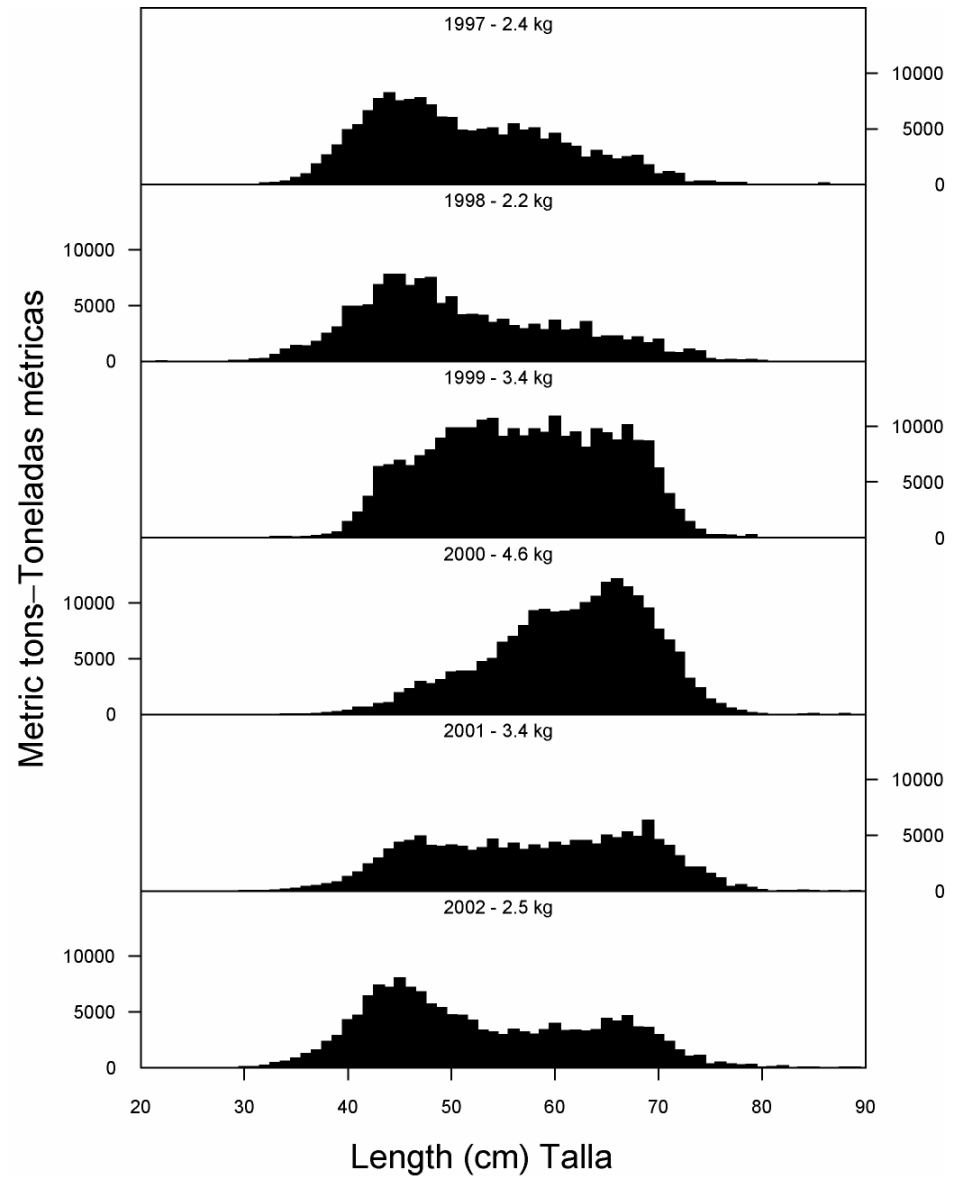 1997 - 2.4 kg
10000
5000
0
1998 - 2.2 kg
10000
5000
0
1999 - 3.4 kg
10000
5000
0
2000 - 4.6 kg
10000
5000
0
2001 - 3.4 kg
10000
5000
0
2002 - 2.5 kg
10000
5000
0
Metric tons–Toneladas métricas
20 30 40 50 60 70 80 90
Length (cm) Talla